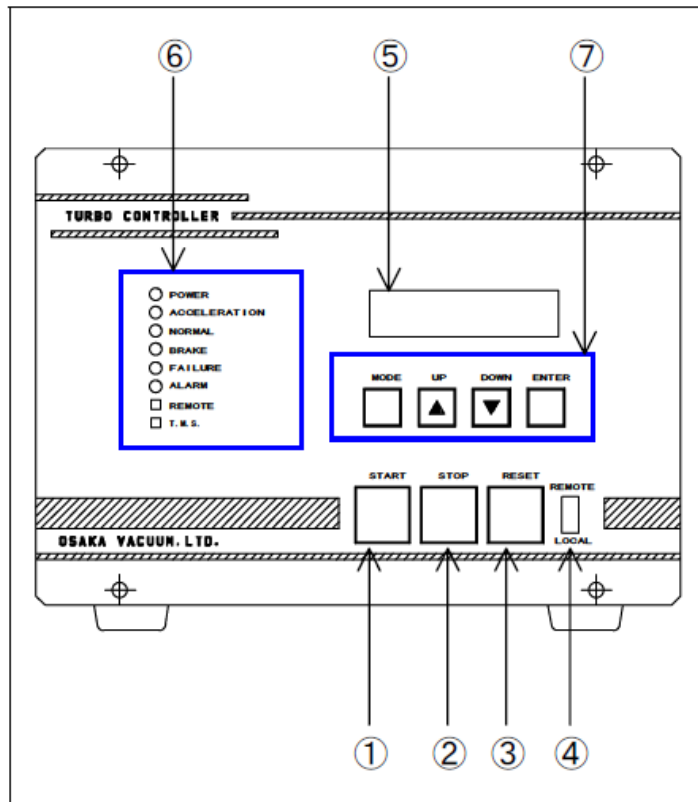 ⑥ ⑤ ⑦
TURBO CONTROLLER
POWER
ACCELERATION
NORMAL
BRAKE
FAILURE
ALARM
REMOTE
T.M.S.
MODE UP DOWN ENTER
▲ ▼
START STOP RESET REMOTE
LOCAL
OSAKA VACUUM.LTD.
① ② ③ ④